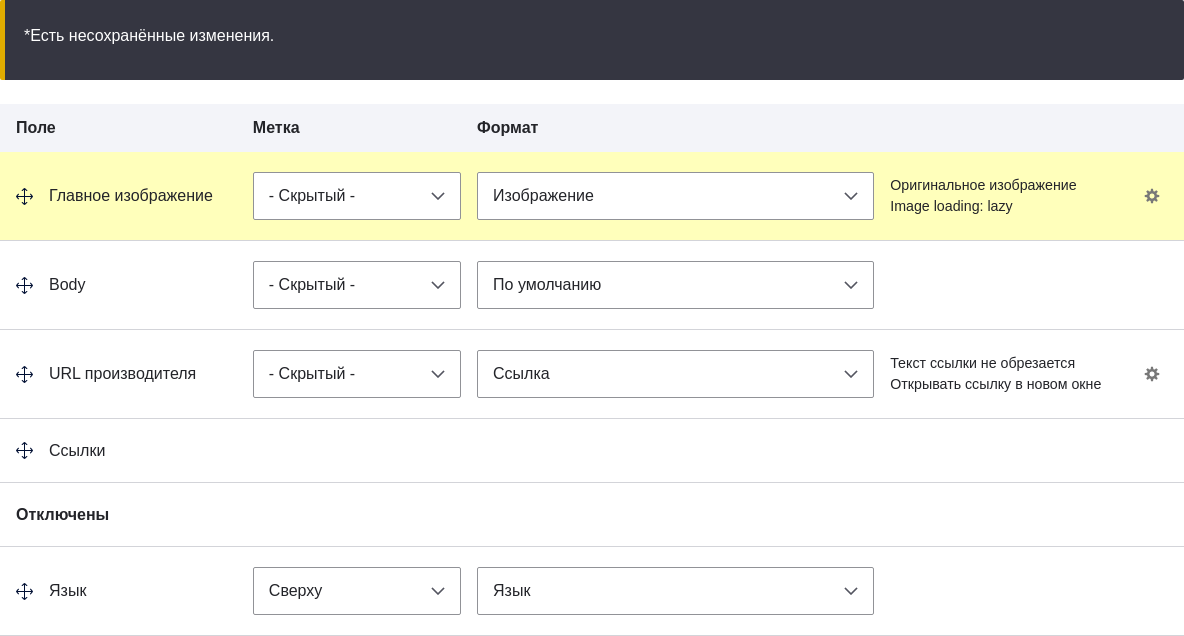 *Есть несохранённые изменения.
Поле Метка Формат
Главное изображение - Скрытый - Изображение Оригинальное изображение
Image loading: lazy
Body - Скрытый - По умолчанию
URL производителя - Скрытый - Ссылка Текст ссылки не обрезается
Открывать ссылку в новом окне
Ссылки
Отключены
Язык Сверху Язык